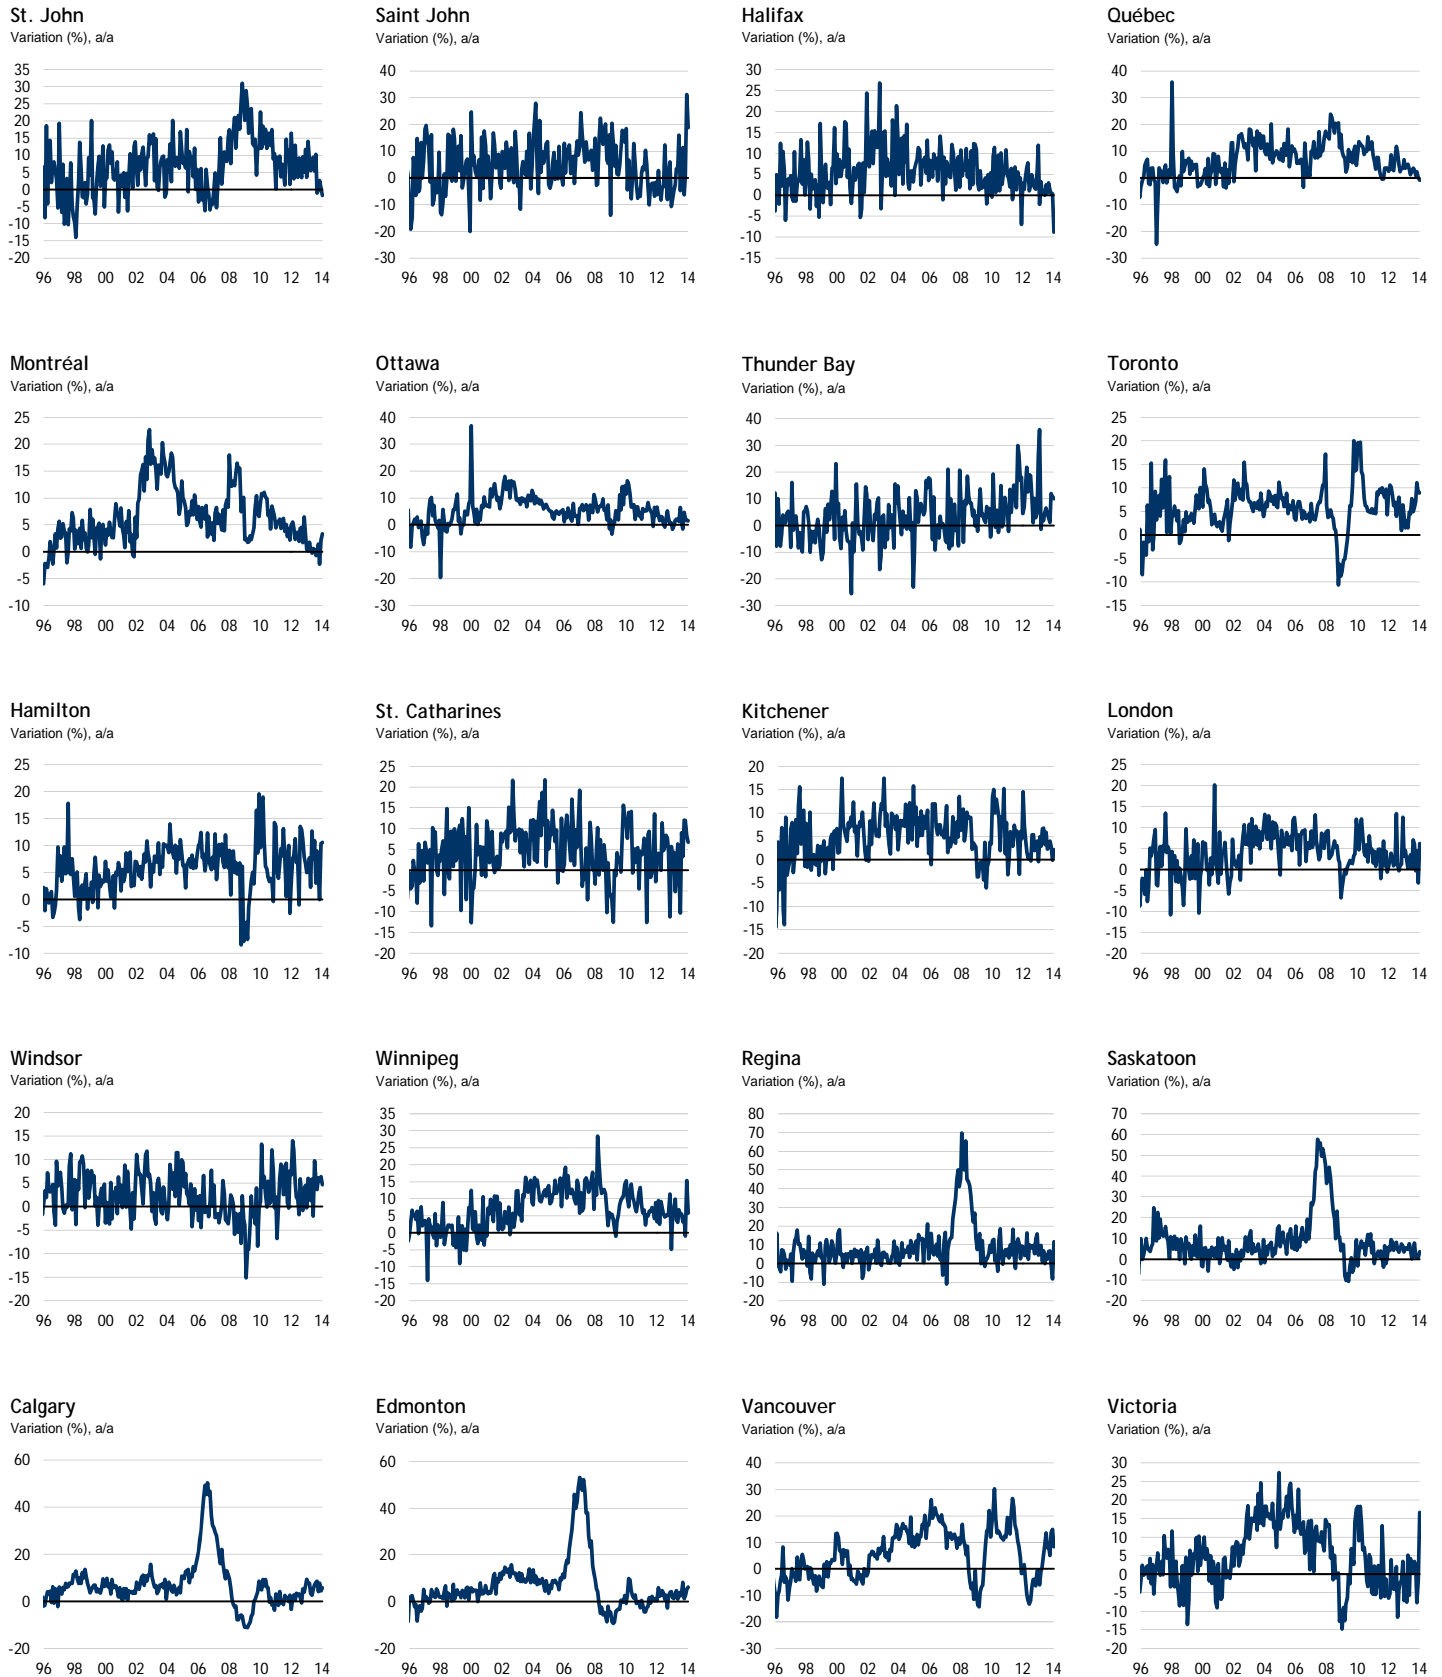 St. John
Variation (%), a/a
35
30
25
20
15
10
5
0
-5
-10
-15
-20
96 98 00 02 04 06 08 10 12 14
Saint John
Variation (%), a/a
40
30
20
10
0
-10
-20
-30
96 98 00 02 04 06 08 10 12 14
Halifax
Variation (%), a/a
30
25
20
15
10
5
0
-5
-10
-15
96 98 00 02 04 06 08 10 12 14
Québec
Variation (%), a/a
40
30
20
10
0
-10
-20
-30
96 98 00 02 04 06 08 10 12 14
Montréal
Variation (%), a/a
25
20
15
10
5
0
-5
-10
96 98 00 02 04 06 08 10 12 14
Ottawa
Variation (%), a/a
40
30
20
10
0
-10
-20
-30
96 98 00 02 04 06 08 10 12 14
Thunder Bay
Variation (%), a/a
40
30
20
10
0
-10
-20
-30
96 98 00 02 04 06 08 10 12 14
Toronto
Variation (%), a/a
25
20
15
10
5
0
-5
-10
-15
96 98 00 02 04 06 08 10 12 14
Hamilton
Variation (%), a/a
25
20
15
10
5
0
-5
-10
96 98 00 02 04 06 08 10 12 14
St. Catharines
Variation (%), a/a
25
20
15
10
5
0
-5
-10
-15
-20
96 98 00 02 04 06 08 10 12 14
Kitchener
Variation (%), a/a
20
15
10
5
0
-5
-10
-15
-20
96 98 00 02 04 06 08 10 12 14
London
Variation (%), a/a
25
20
15
10
5
0
-5
-10
-15
-20
96 98 00 02 04 06 08 10 12 14
Windsor
Variation (%), a/a
20
15
10
5
0
-5
-10
-15
-20
96 98 00 02 04 06 08 10 12 14
Winnipeg
Variation (%), a/a
35
30
25
20
15
10
5
0
-5
-10
-15
-20
96 98 00 02 04 06 08 10 12 14
Regina
Variation (%), a/a
80
70
60
50
40
30
20
10
0
-10
-20
96 98 00 02 04 06 08 10 12 14
Saskatoon
Variation (%), a/a
70
60
50
40
30
20
10
0
-10
-20
96 98 00 02 04 06 08 10 12 14
Calgary
Variation (%), a/a
60
40
20
0
-20
96 98 00 02 04 06 08 10 12 14
Edmonton
Variation (%), a/a
60
40
20
0
-20
96 98 00 02 04 06 08 10 12 14
Vancouver
Variation (%), a/a
40
30
20
10
0
-10
-20
-30
96 98 00 02 04 06 08 10 12 14
Victoria
Variation (%), a/a
30
25
20
15
10
5
0
-5
-10
-15
-20
96 98 00 02 04 06 08 10 12 14